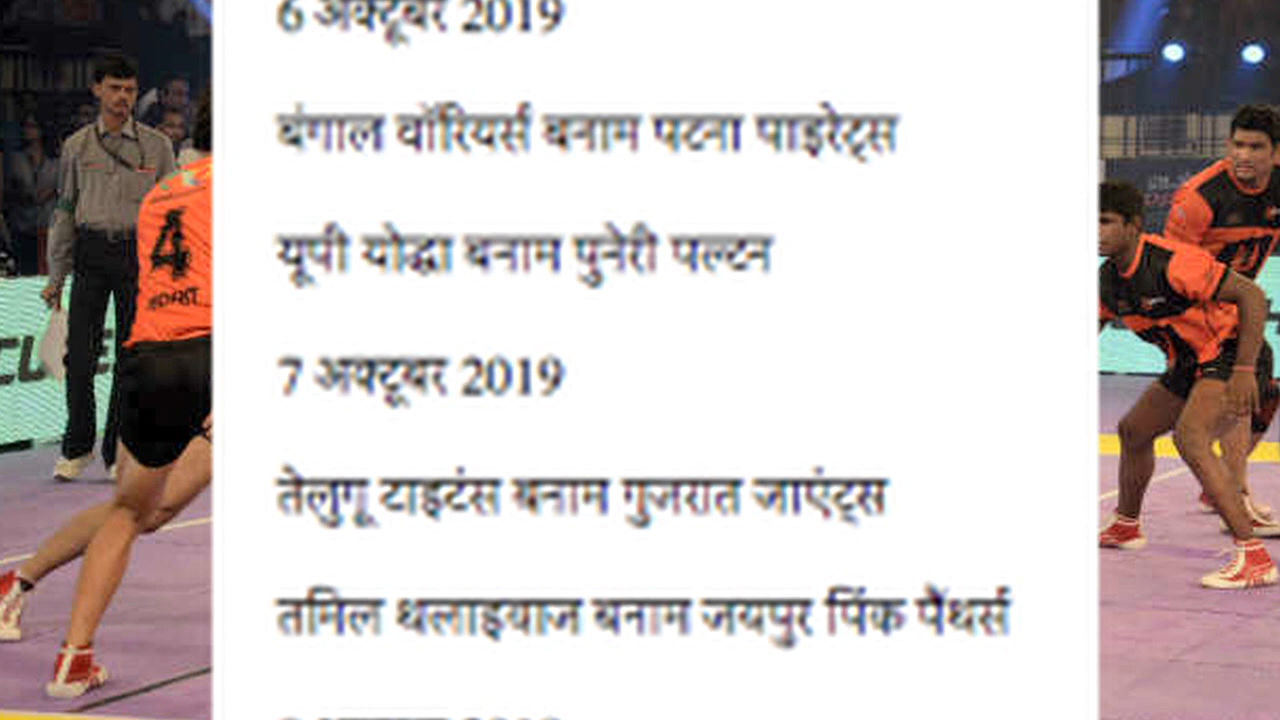 6 अक्टूबर 2019
बंगाल वॉरियर्स बनाम पटना पाइरेट्स
यूपी योद्धा बनाम पुनेरी पल्टन
7 अक्टूबर 2019
तेलुगू टाइटंस बनाम गुजरात जाएंट्स
तमिल थलाइवाज बनाम जयपुर पिंक पैंथर्स
4